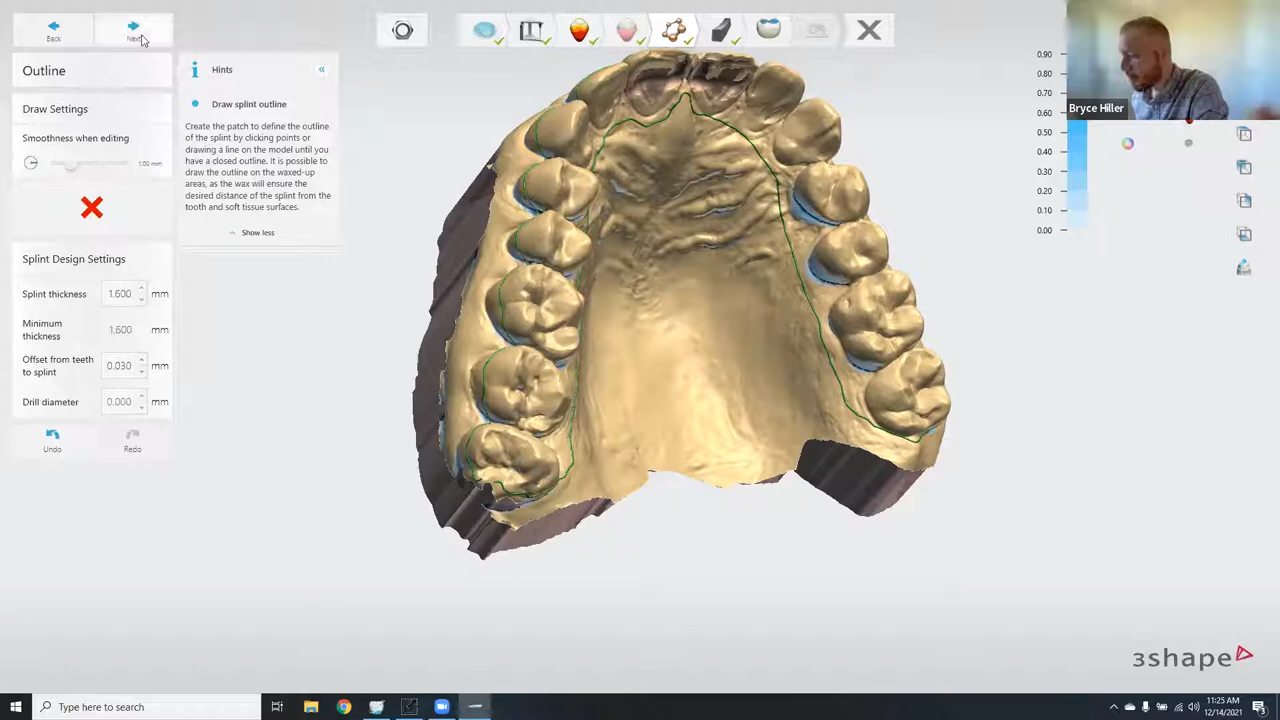 Back
Next
Outline
Draw Settings
Smoothness when editing
1.00 mm
Splint Design Settings
Splint thickness 1.600 mm
Minimum
thickness 1.500 mm
Offset from teeth
to splint 0.030 mm
Drill diameter 0.000 mm
Undo
Redo
Hints
Draw splint outline
Create the patch to define the outline
of the splint by clicking points or
drawing a line on the model until you
have a closed outline. It is possible to
draw the outline on the waxed-up
areas, as the wax will ensure the
desired distance of the splint from the
tooth and soft tissue surfaces.
Show less
0.90
0.80
0.70
0.60
0.50
0.40
0.30
0.20
0.10
0.00
Bryce Hiller
3shape
Type here to search
11:25 AM
12/14/2021